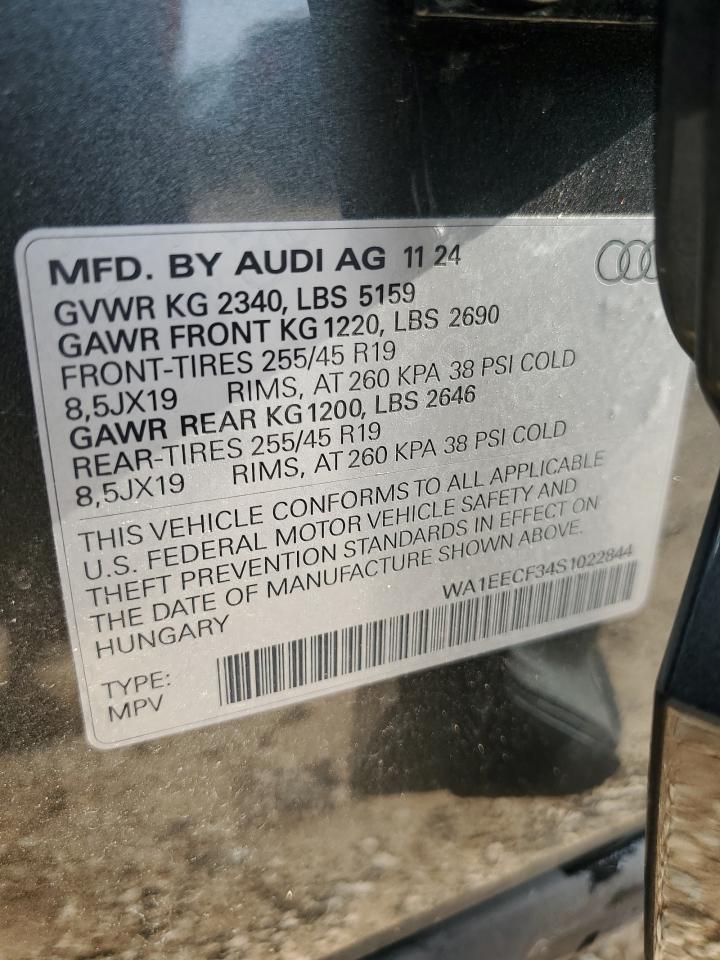 MFD. BY AUDI AG 11 24
GVWR KG 2340, LBS 5159
GAWR FRONT KG 1220, LBS 2690
FRONT-TIRES 255/45 R19
8,5JX19 RIMS, AT 260 KPA 38 PSI COLD
GAWR REAR KG1200, LBS 2646
REAR-TIRES 255/45 R19
8,5JX19 RIMS, AT 260 KPA 38 PSI COLD
THIS VEHICLE CONFORMS TO ALL APPLICABLE
U.S. FEDERAL MOTOR VEHICLE SAFETY AND
THEFT PREVENTION STANDARDS IN EFFECT ON
THE DATE OF MANUFACTURE SHOWN ABOVE.
HUNGARY WA1EECF34S1022844
TYPE:
MPV